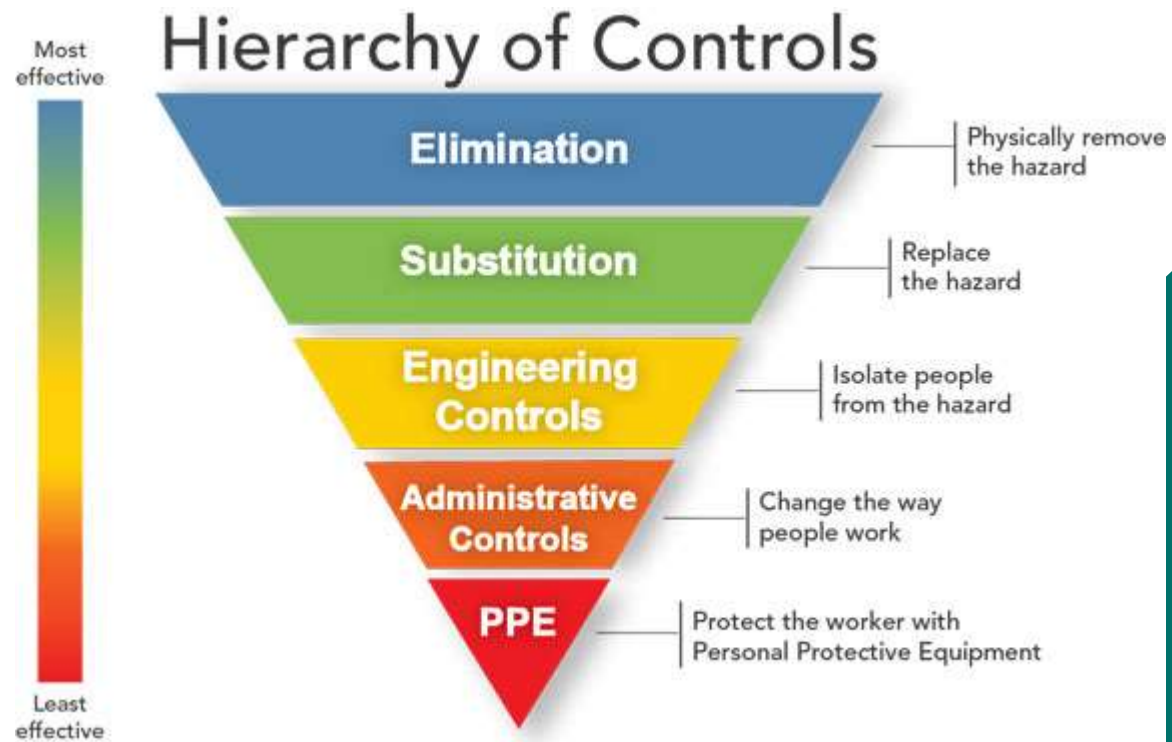 Hierarchy of Controls
Most
effective
Elimination
Physically remove
the hazard
Substitution
Replace
the hazard
Engineering
Controls
Isolate people
from the hazard
Administrative
Controls
Change the way
people work
PPE
Protect the worker with
Personal Protective Equipment
Least
effective